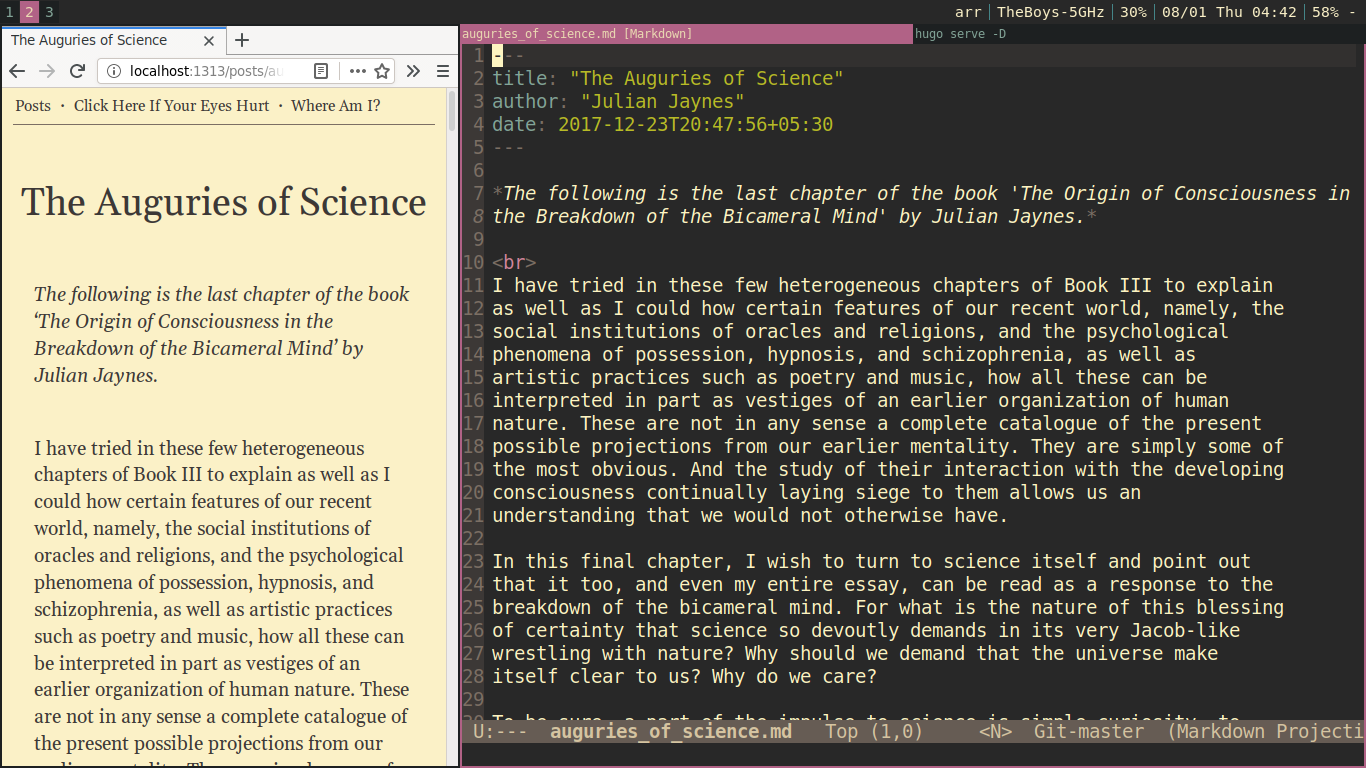 1 2 3
arr TheBoys-5GHz 30% 08/01 Thu 04:42 58% -
The Auguries of Science
localhost:1313/posts/au
Posts · Click Here If Your Eyes Hurt · Where Am I?
The Auguries of Science
The following is the last chapter of the book
‘The Origin of Consciousness in the
Breakdown of the Bicameral Mind’ by
Julian Jaynes.
I have tried in these few heterogeneous
chapters of Book III to explain as well as I
could how certain features of our recent
world, namely, the social institutions of
oracles and religions, and the psychological
phenomena of possession, hypnosis, and
schizophrenia, as well as artistic practices
such as poetry and music, how all these can
be interpreted in part as vestiges of an
earlier organization of human nature. These
are not in any sense a complete catalogue of
the present possible projections from our
auguries_of_science.md [Markdown]
hugo serve -D
1 ---
2 title: "The Auguries of Science"
3 author: "Julian Jaynes"
4 date: 2017-12-23T20:47:56+05:30
5 ---
6
7 *The following is the last chapter of the book 'The Origin of Consciousness in
8 the Breakdown of the Bicameral Mind' by Julian Jaynes.*
9
10 <br>
11 I have tried in these few heterogeneous chapters of Book III to explain
12 as well as I could how certain features of our recent world, namely, the
13 social institutions of oracles and religions, and the psychological
14 phenomena of possession, hypnosis, and schizophrenia, as well as
15 artistic practices such as poetry and music, how all these can be
16 interpreted in part as vestiges of an earlier organization of human
17 nature. These are not in any sense a complete catalogue of the present
18 possible projections from our earlier mentality. They are simply some of
19 the most obvious. And the study of their interaction with the developing
20 consciousness continually laying siege to them allows us an
21 understanding that we would not otherwise have.
22
23 In this final chapter, I wish to turn to science itself and point out
24 that it too, and even my entire essay, can be read as a response to the
25 breakdown of the bicameral mind. For what is the nature of this blessing
26 of certainty that science so devoutly demands in its very Jacob-like
27 wrestling with nature? Why should we demand that the universe make
28 itself clear to us? Why do we care?
29
30 To be sure, a part of the impulse to science is simple curiosity, to
U:--- auguries_of_science.md Top (1,0) <N> Git-master (Markdown Projecti